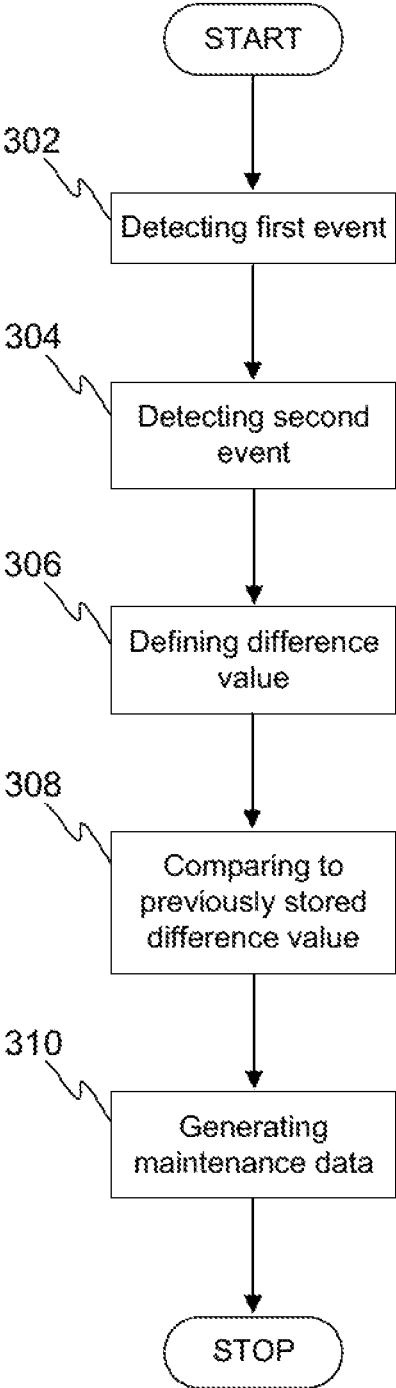 START
302
Detecting first event
304
Detecting second
event
306
Defining difference
value
308
Comparing to
previously stored
difference value
310
Generating
maintenance data
STOP